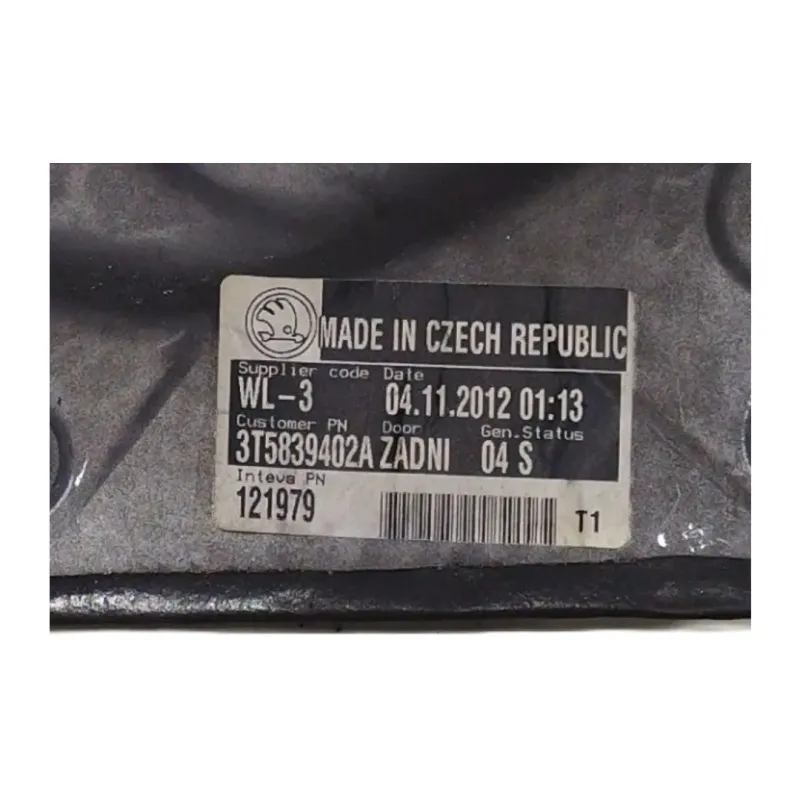 MADE IN CZECH REPUBLIC
Supplier code Date
WL-3 04.11.2012 01:13
Customer PN Door Gen.Status
3T5839402A ZADNI 04 S
Inteva PN
121979
T1